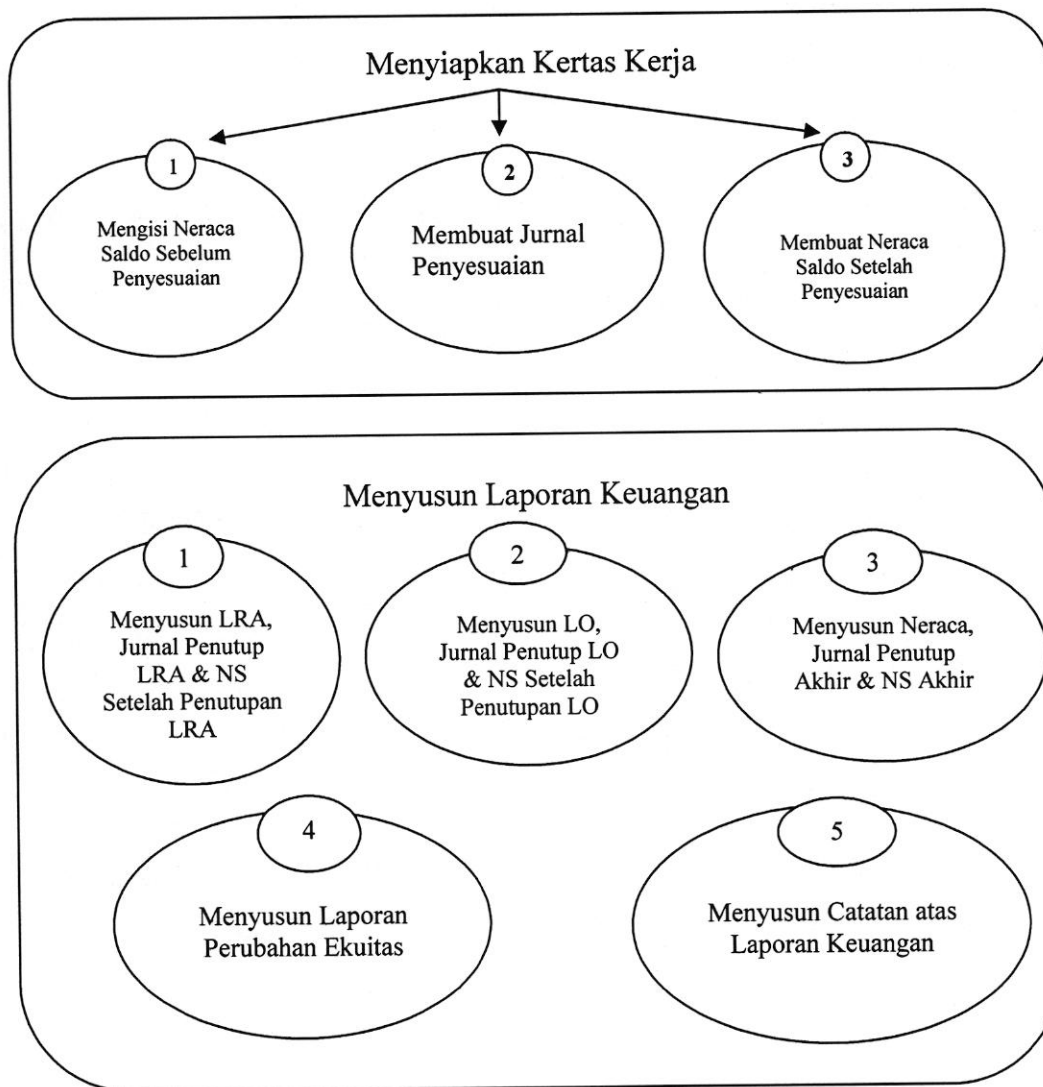 Menyiapkan Kertas Kerja
1
Mengisi Neraca
Saldo Sebelum
Penyesuaian
2
Membuat Jurnal
Penyesuaian
3
Membuat Neraca
Saldo Setelah
Penyesuaian
Menyusun Laporan Keuangan
1
Menyusun LRA,
Jurnal Penutup
LRA & NS
Setelah Penutupan
LRA
2
Menyusun LO,
Jurnal Penutup LO
& NS Setelah
Penutupan LO
3
Menyusun Neraca,
Jurnal Penutup
Akhir & NS Akhir
4
Menyusun Laporan
Perubahan Ekuitas
5
Menyusun Catatan atas
Laporan Keuangan